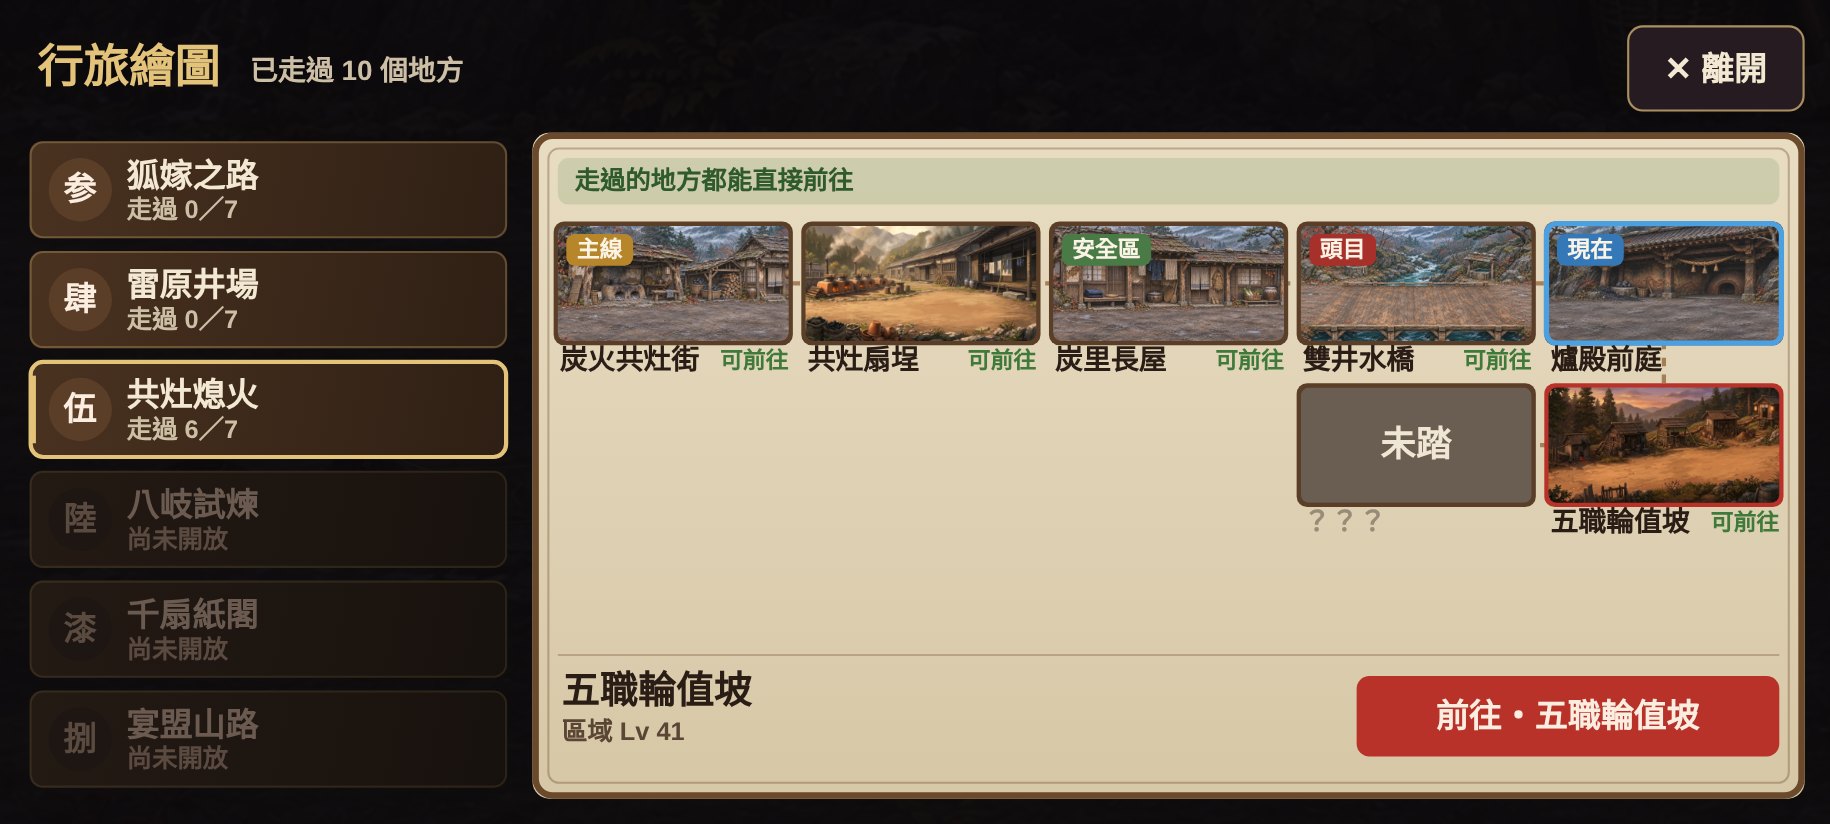 行旅繪圖
已走過 10 個地方
✕ 離開
参
狐嫁之路
走過 0／7
肆
雷原井場
走過 0／7
伍
共灶熄火
走過 6／7
陸
八岐試煉
尚未開放
漆
千扇紙閣
尚未開放
捌
宴盟山路
尚未開放
走過的地方都能直接前往
主線
炭火共灶街 可前往
共灶扇埕 可前往
安全區
炭里長屋 可前往
頭目
雙井水橋 可前往
現在
爐殿前庭
未踏
？？？
五職輪值坡 可前往
五職輪值坡
區域 Lv 41
前往・五職輪值坡